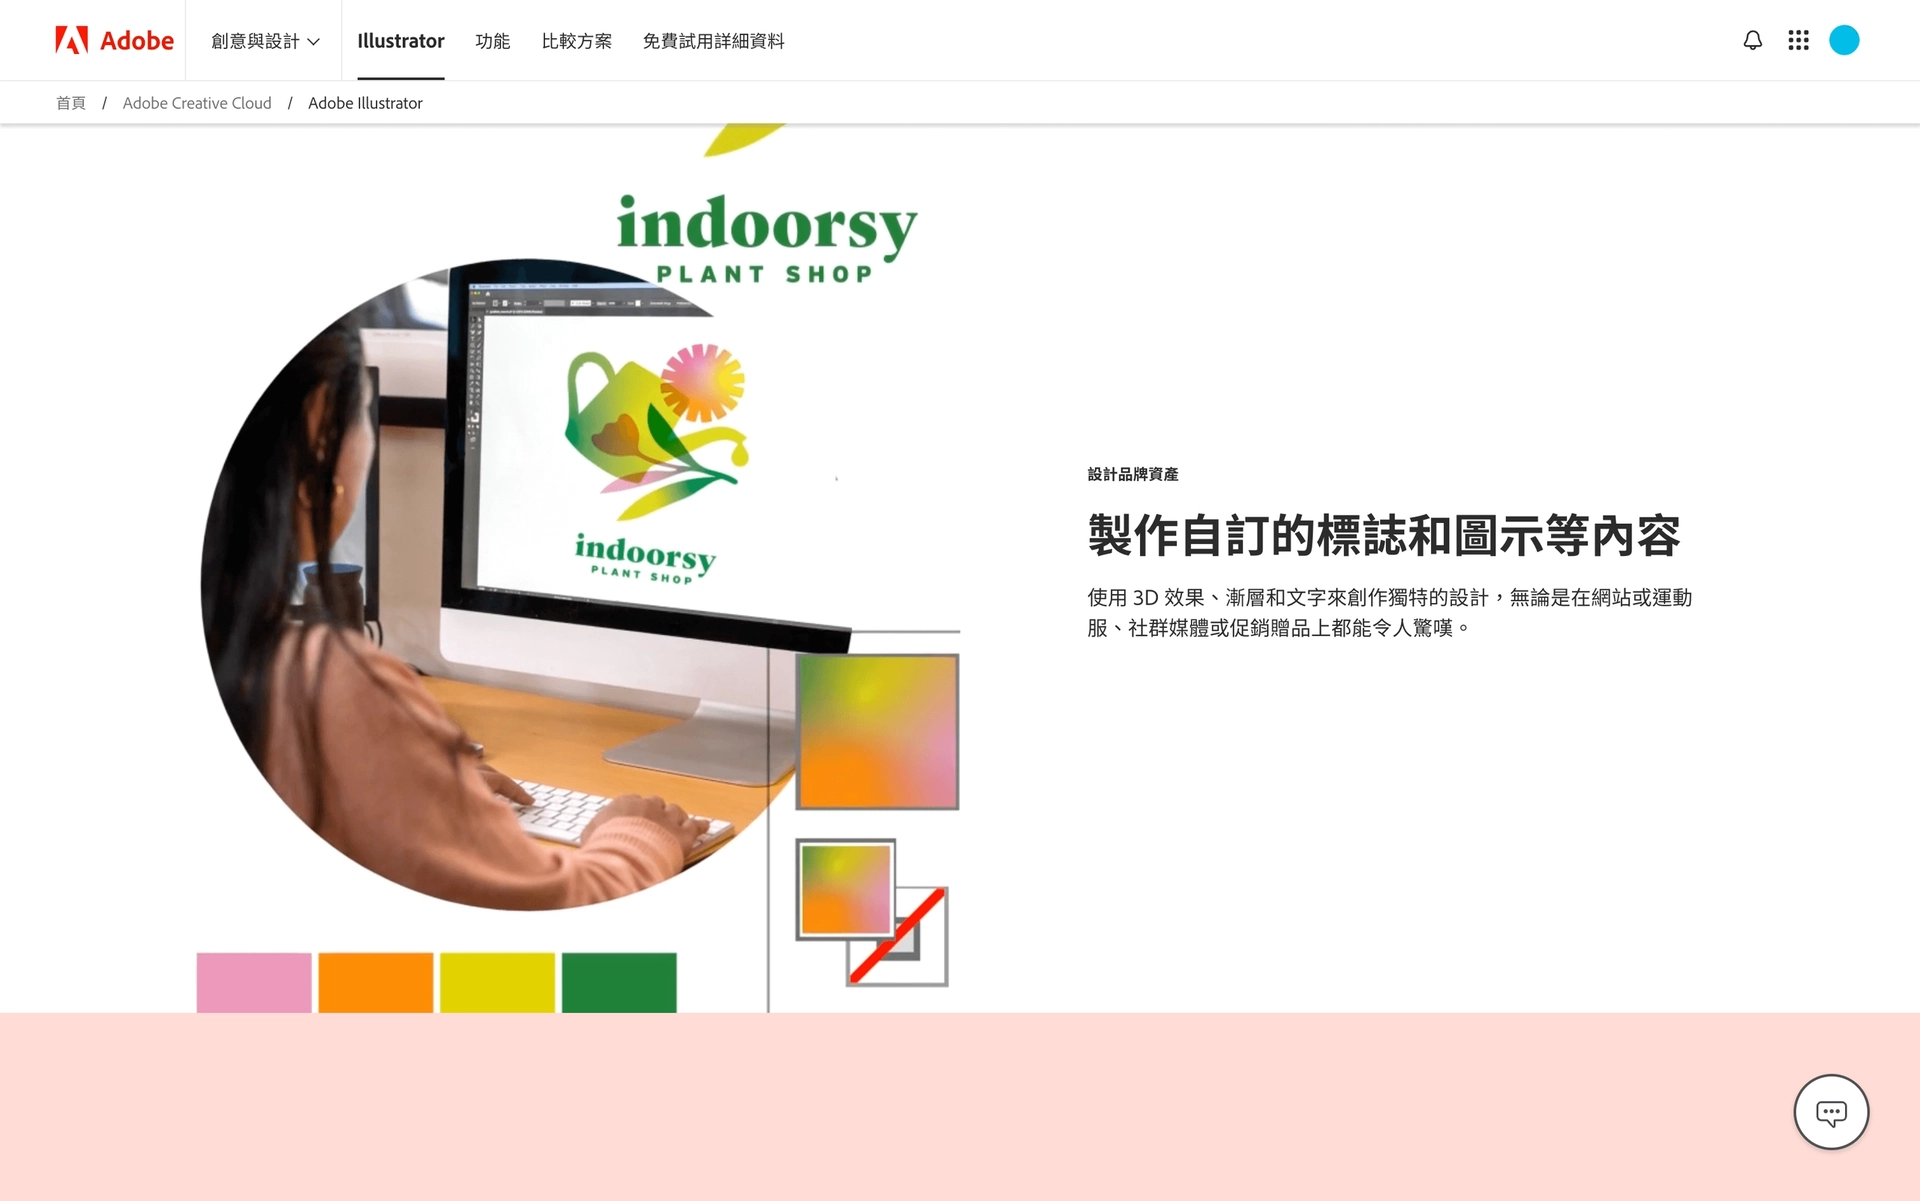 Adobe
創意與設計
Illustrator
功能
比較方案
免費試用詳細資料
首頁 / Adobe Creative Cloud / Adobe Illustrator
indoorsy
PLANT SHOP
indoorsy
PLANT SHOP
設計品牌資產
製作自訂的標誌和圖示等內容
使用 3D 效果、漸層和文字來創作獨特的設計，無論是在網站或運動
服、社群媒體或促銷贈品上都能令人驚嘆。